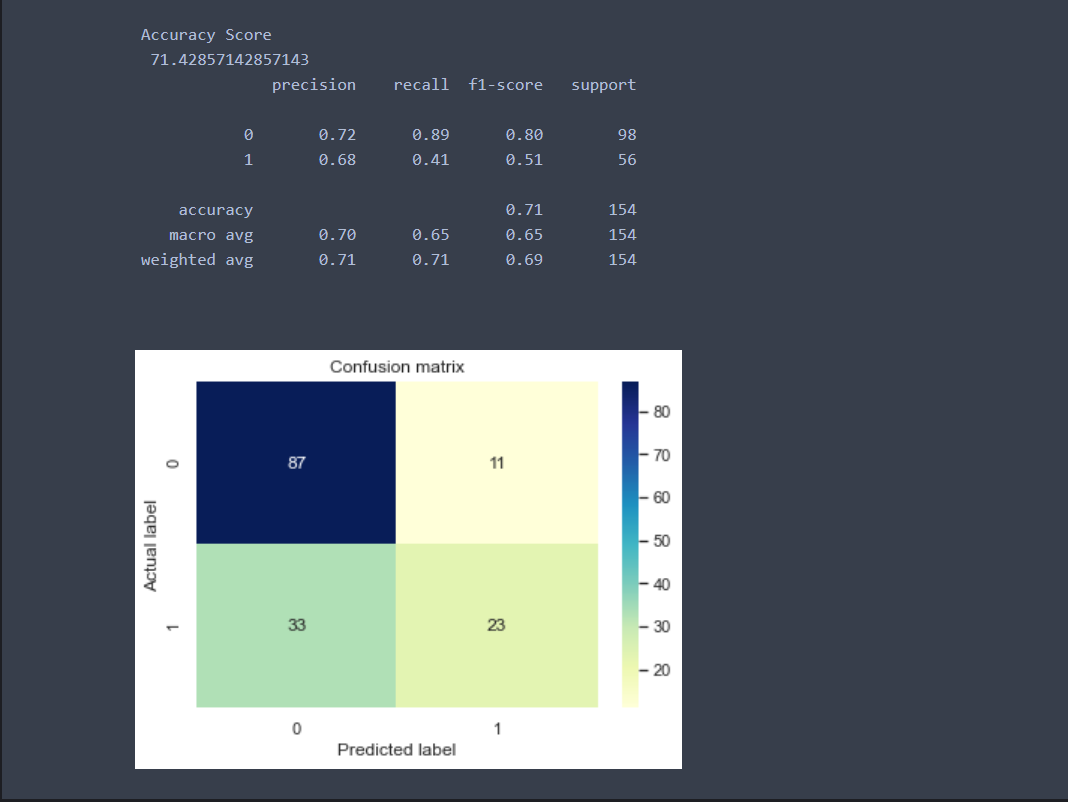 Accuracy Score
71.42857142857143
precision recall f1-score support
0 0.72 0.89 0.80 98
1 0.68 0.41 0.51 56
accuracy 0.71 154
macro avg 0.70 0.65 0.65 154
weighted avg 0.71 0.71 0.69 154
Confusion matrix
Actual label
0
87 11
1
33 23
0 1
Predicted label
80
70
60
50
40
30
20